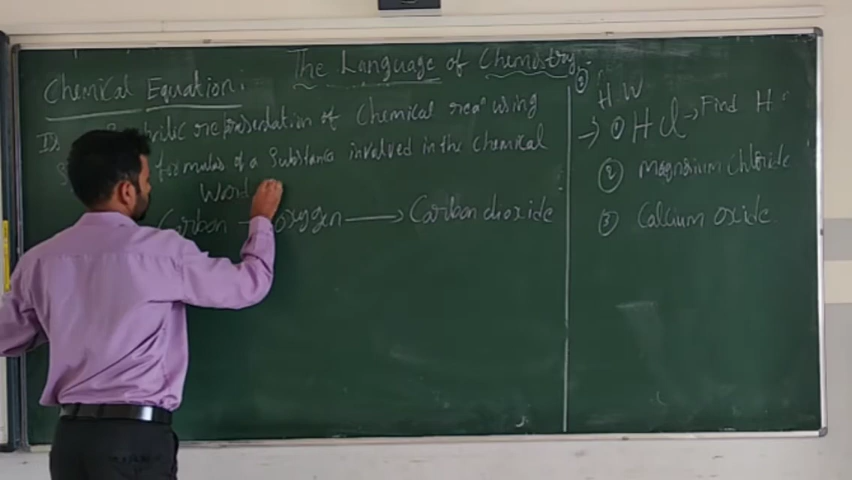 The Language of Chemistry :-
Chemical Equation :
It is
Symbolic representation of Chemical reaⁿ using
formulas of a Substance involved in the Chemical
Word
Carbon + oxygen ⟶ Carbon dioxide
H W
→ ① HCl → Find H
② Magnesium Chloride
③ Calcium oxide